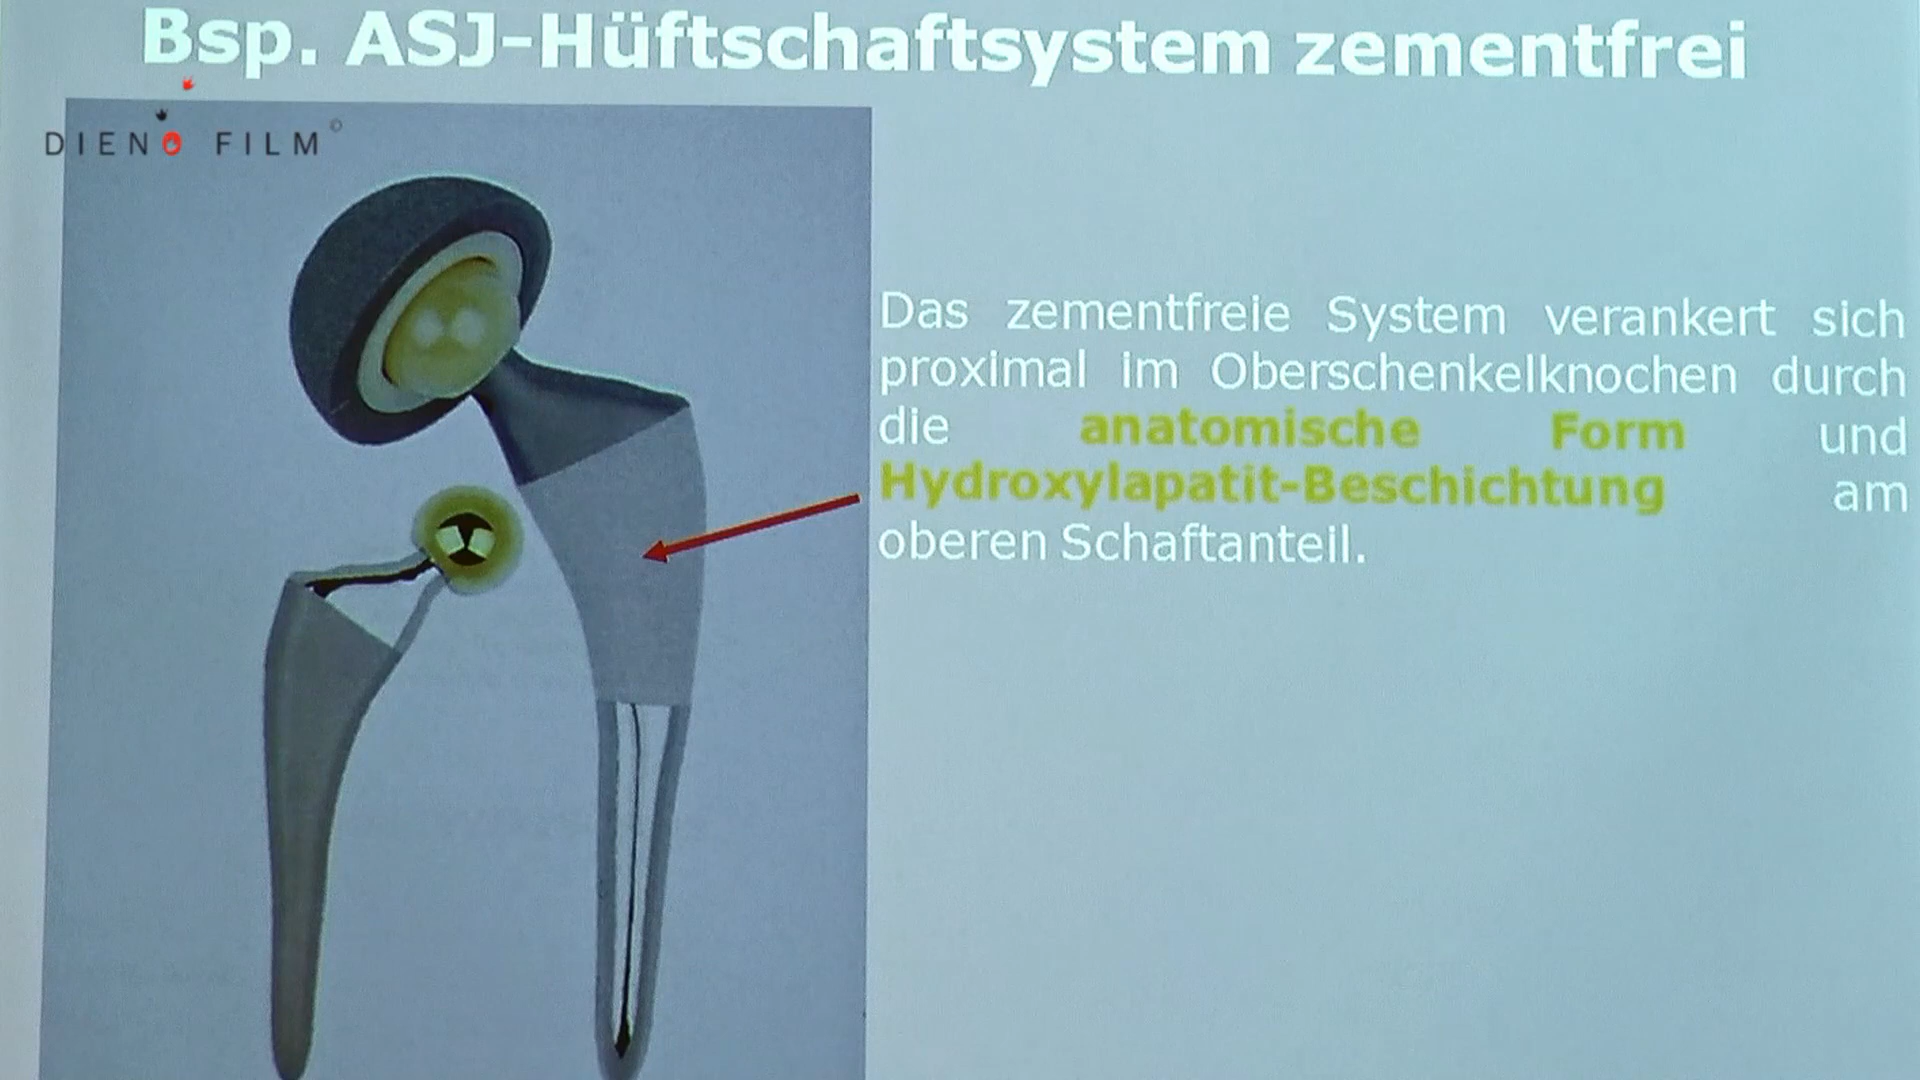 Bsp. ASJ-Hüftschaftsystem zementfrei
DIENO FILM©
Das zementfreie System verankert sich
proximal im Oberschenkelknochen durch
die anatomische Form und
Hydroxylapatit-Beschichtung am
oberen Schaftanteil.